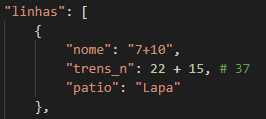 "linhas": [
{
"nome": "7+10",
"trens_n": 22 + 15, # 37
"patio": "Lapa"
},